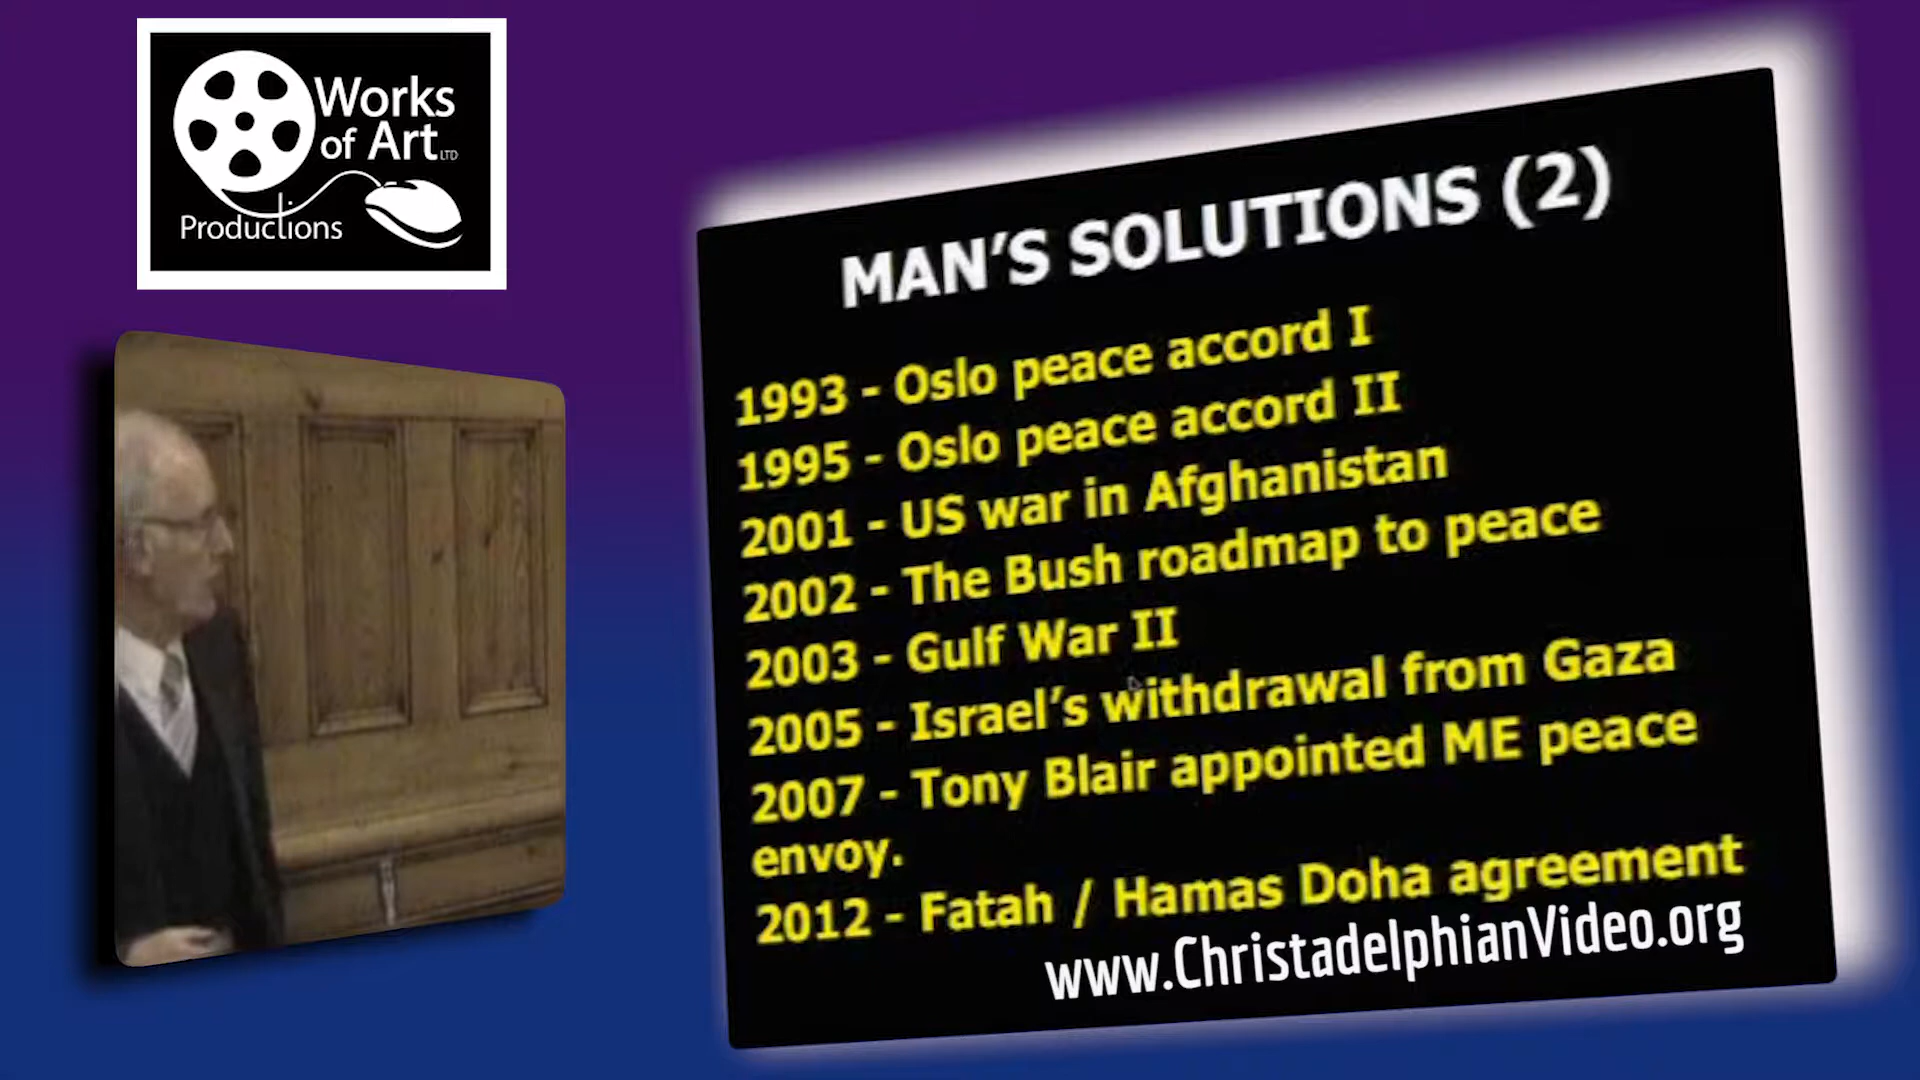 Works
of Art LTD
Productions
MAN'S SOLUTIONS (2)
1993 - Oslo peace accord I
1995 - Oslo peace accord II
2001 - US war in Afghanistan
2002 - The Bush roadmap to peace
2003 - Gulf War II
2005 - Israel's withdrawal from Gaza
2007 - Tony Blair appointed ME peace
envoy.
2012 - Fatah / Hamas Doha agreement
www.ChristadelphianVideo.org